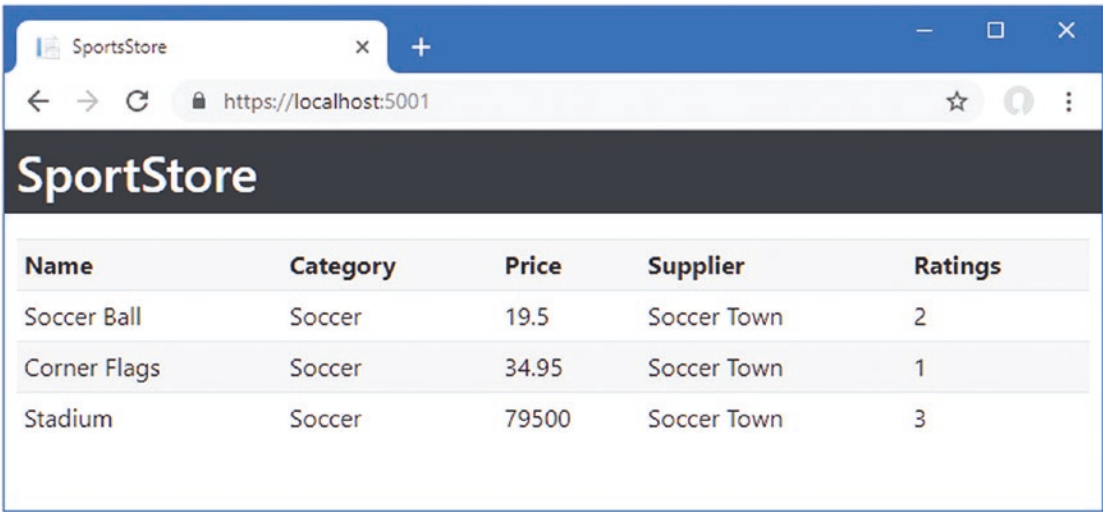 SportsStore
https://localhost:5001
SportStore
Name Category Price Supplier Ratings
Soccer Ball Soccer 19.5 Soccer Town 2
Corner Flags Soccer 34.95 Soccer Town 1
Stadium Soccer 79500 Soccer Town 3